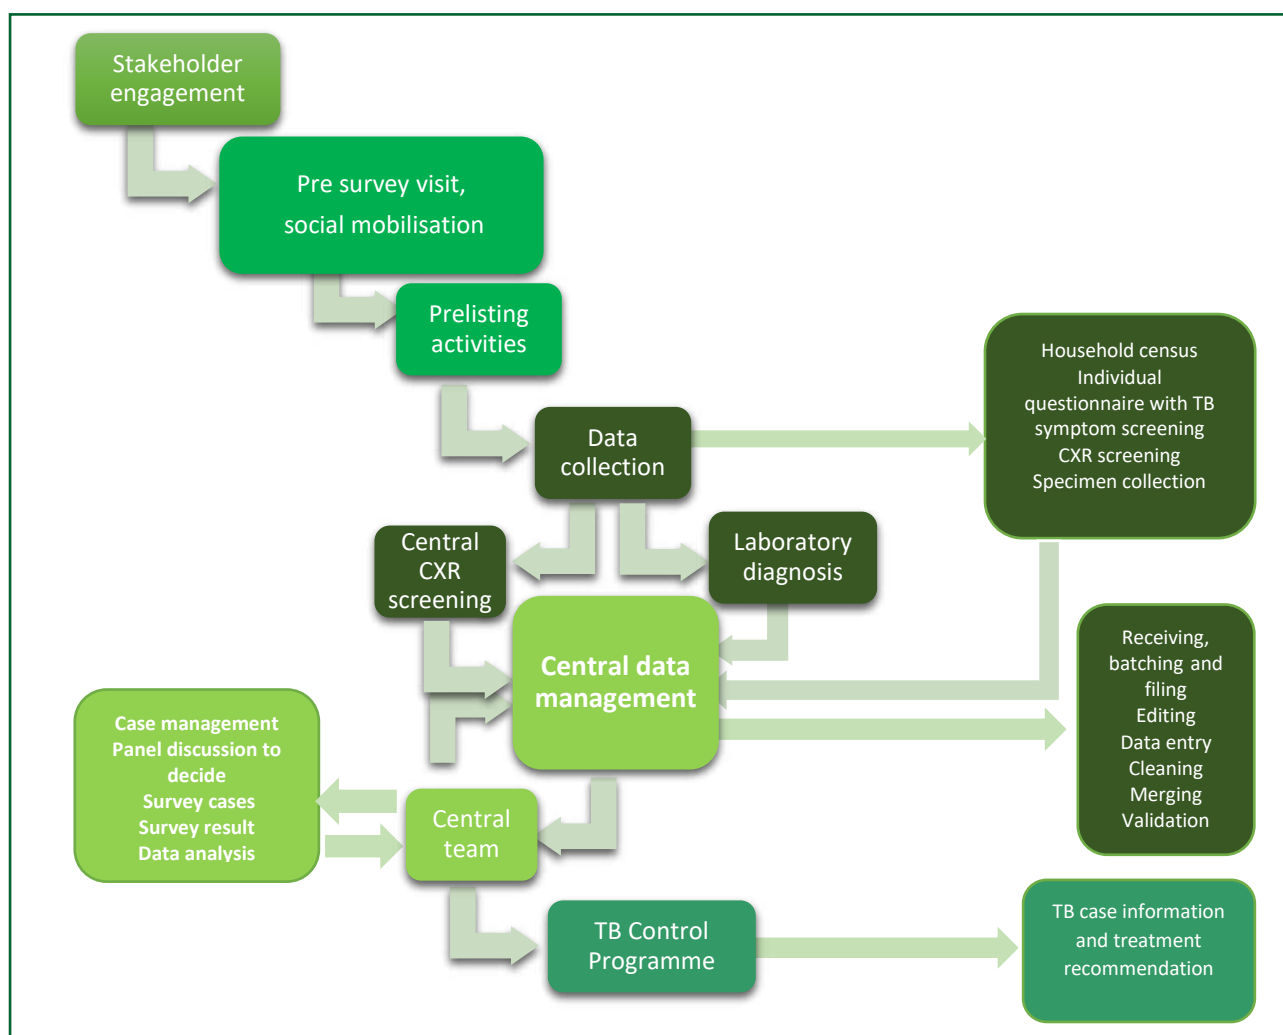 Stakeholder
engagement
Pre survey visit,
social mobilisation
Prelisting
activities
Data
collection
Household census
Individual
questionnaire with TB
symptom screening
CXR screening
Specimen collection
Central
CXR
screening
Laboratory
diagnosis
Central data
management
Receiving,
batching and
filing
Editing
Data entry
Cleaning
Merging
Validation
Case management
Panel discussion to
decide
Survey cases
Survey result
Data analysis
Central
team
TB Control
Programme
TB case information
and treatment
recommendation